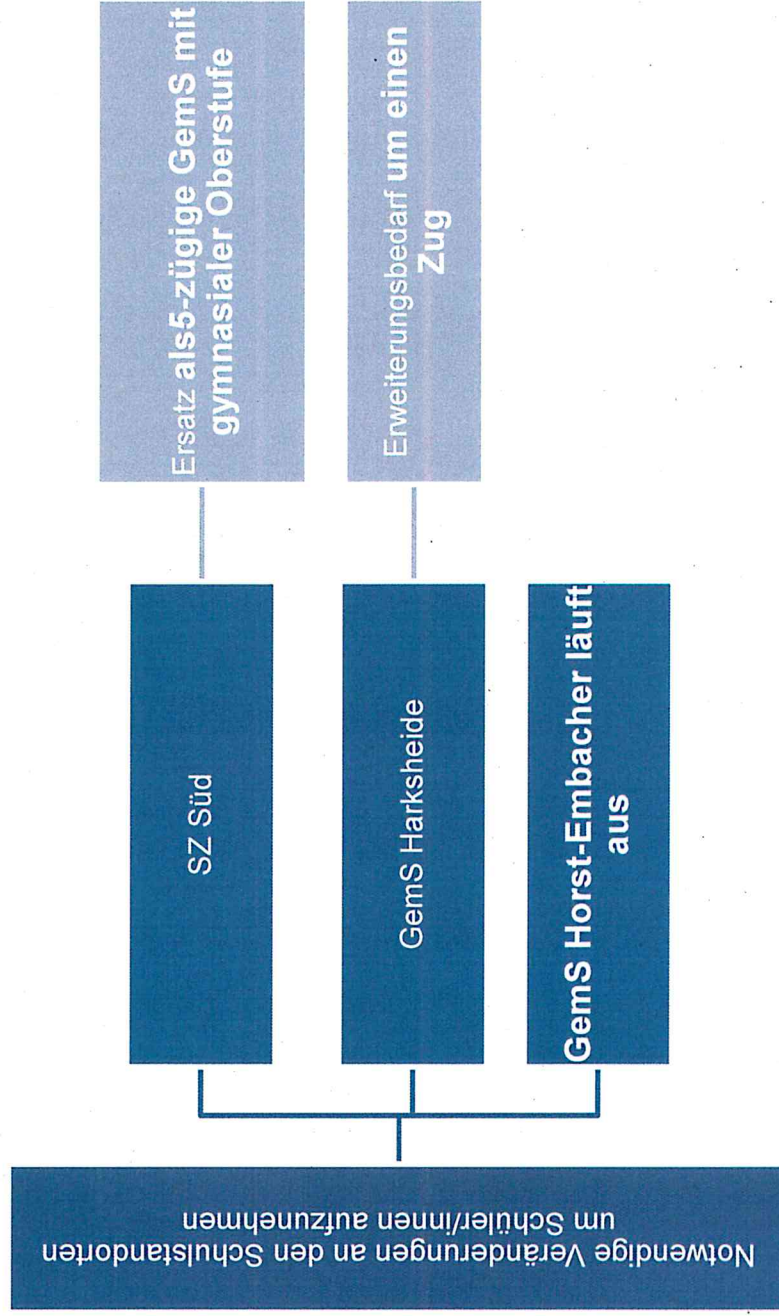 Notwendige Veränderungen an den Schulstandorten
um Schüler/innen aufzunehmen
SZ Süd
Ersatz als5-zügige GemS mit
gymnasialer Oberstufe
GemS Harksheide
Erweiterungsbedarf um einen
Zug
GemS Horst-Embacher läuft
aus